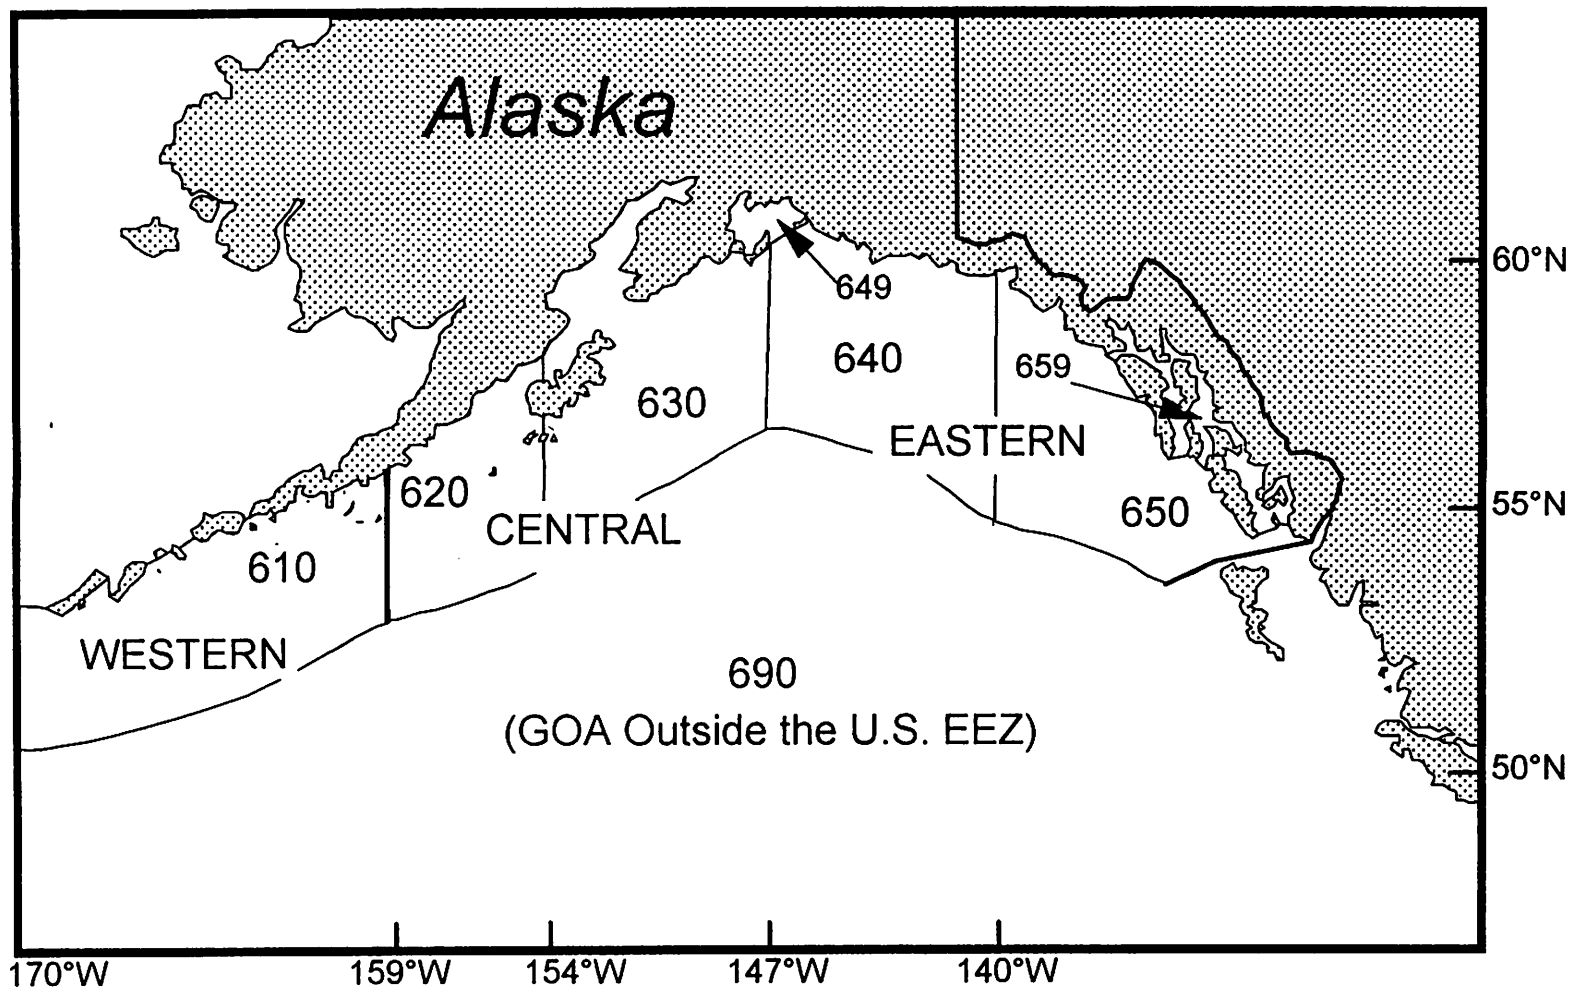 Alaska
60°N
649
640
659
630
EASTERN
620
55°N
650
CENTRAL
610
WESTERN
690
(GOA Outside the U.S. EEZ)
50°N
170°W 159°W 154°W 147°W 140°W